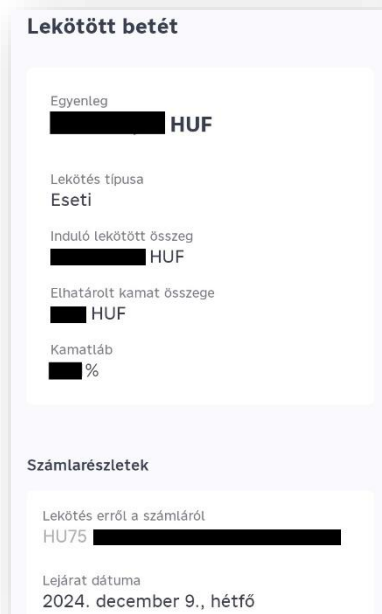 Lekötött betét
Egyenleg
HUF
Lekötés típusa
Eseti
Induló lekötött összeg
HUF
Elhatárolt kamat összege
HUF
Kamatláb
%
Számlarészletek
Lekötés erről a számláról
HU75
Lejárat dátuma
2024. december 9., hétfő